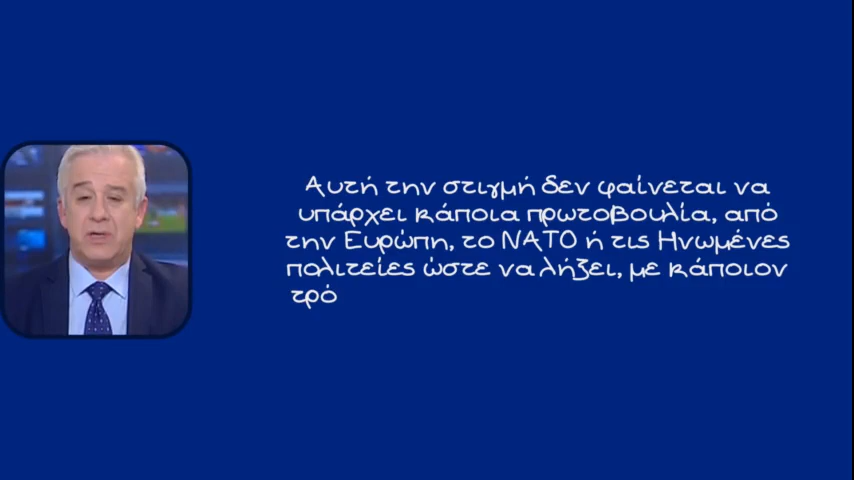 Αυτή την στιγμή δεν φαίνεται να
υπάρχει κάποια πρωτοβουλία, από
την Ευρώπη, το ΝΑΤΟ ή τις Ηνωμένες
πολιτείες ώστε να λήξει, με κάποιον
τρό